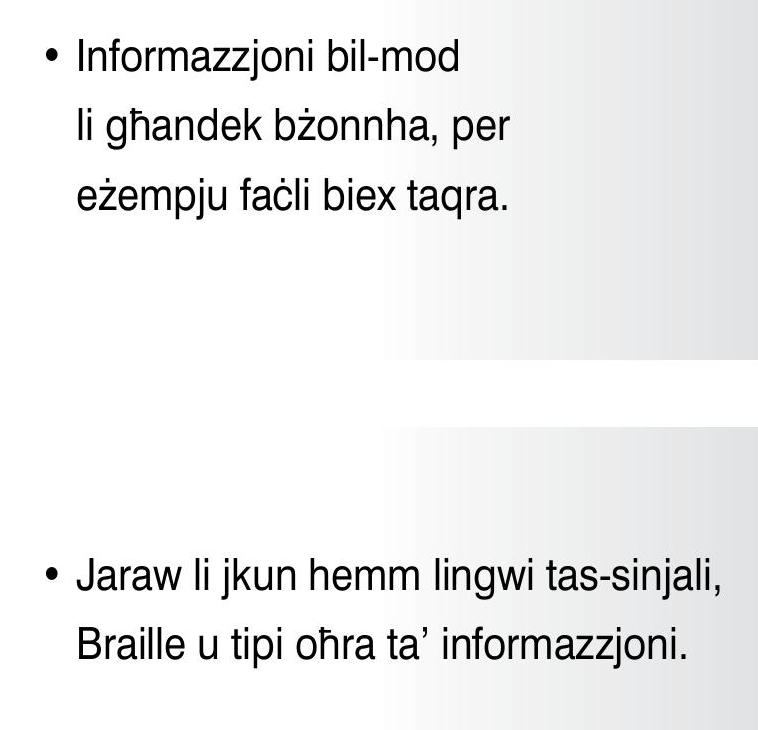 • Informazzjoni bil-mod
li għandek bżonnha, per
eżempju faċli biex taqra.
• Jaraw li jkun hemm lingwi tas-sinjali,
Braille u tipi oħra ta’ informazzjoni.